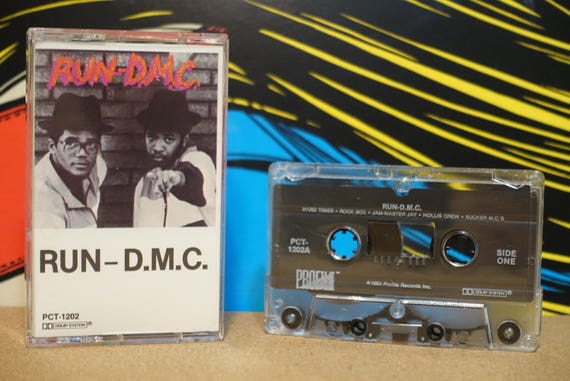 RUN-D.M.C.
RUN-D.M.C.
PCT-1202
DOLBY SYSTEM ®
RUN-D.M.C.
HARD TIMES • ROCK BOX • JAM-MASTER JAY • HOLLIS CREW • SUCKER M.C.'S
PCT-
1202A
SIDE
ONE
PROFILE
℗1984 Profile Records Inc.
DOLBY SYSTEM ®